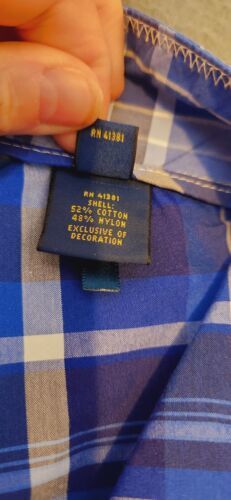 RN 41381
RN 41381
SHELL:
52% COTTON
48% NYLON
EXCLUSIVE OF
DECORATION